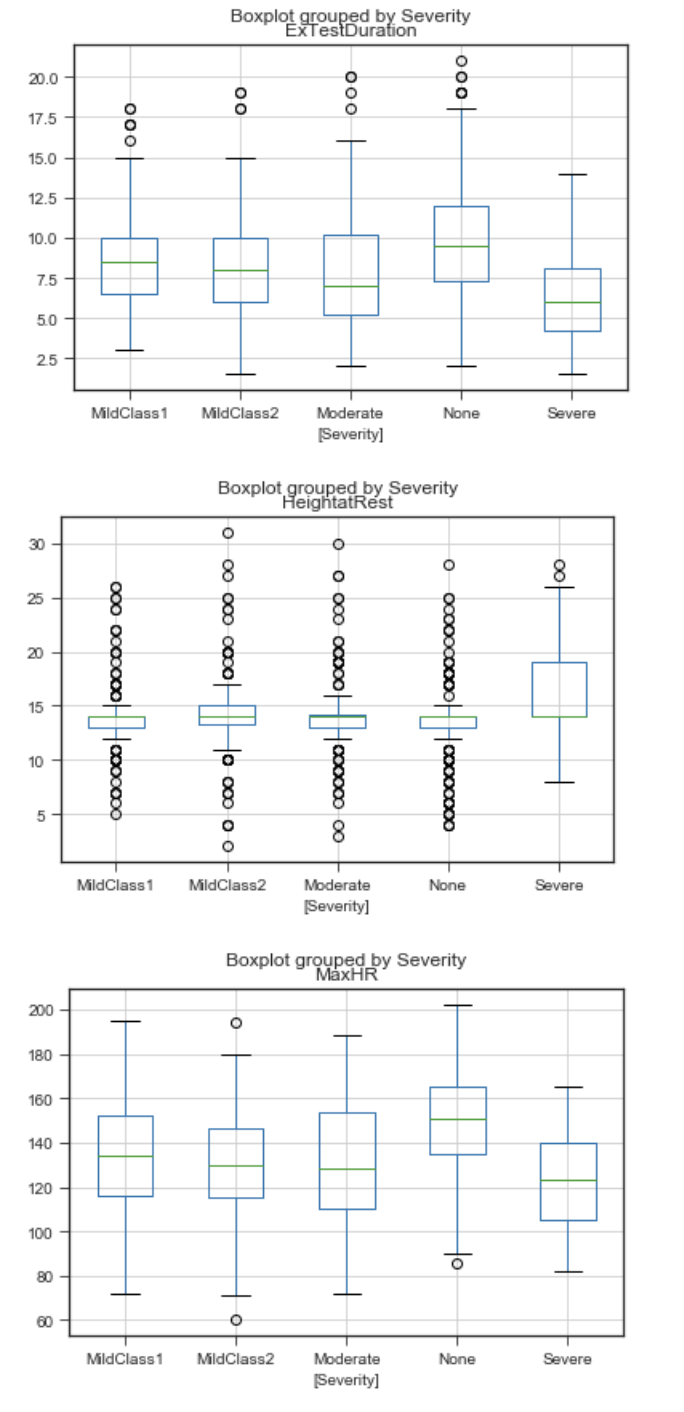 Boxplot grouped by Severity
ExTestDuration
20.0
17.5
15.0
12.5
10.0
7.5
5.0
2.5
MildClass1 MildClass2 Moderate None Severe
[Severity]
Boxplot grouped by Severity
HeightatRest
30
25
20
15
10
5
MildClass1 MildClass2 Moderate None Severe
[Severity]
Boxplot grouped by Severity
MaxHR
200
180
160
140
120
100
80
60
MildClass1 MildClass2 Moderate None Severe
[Severity]